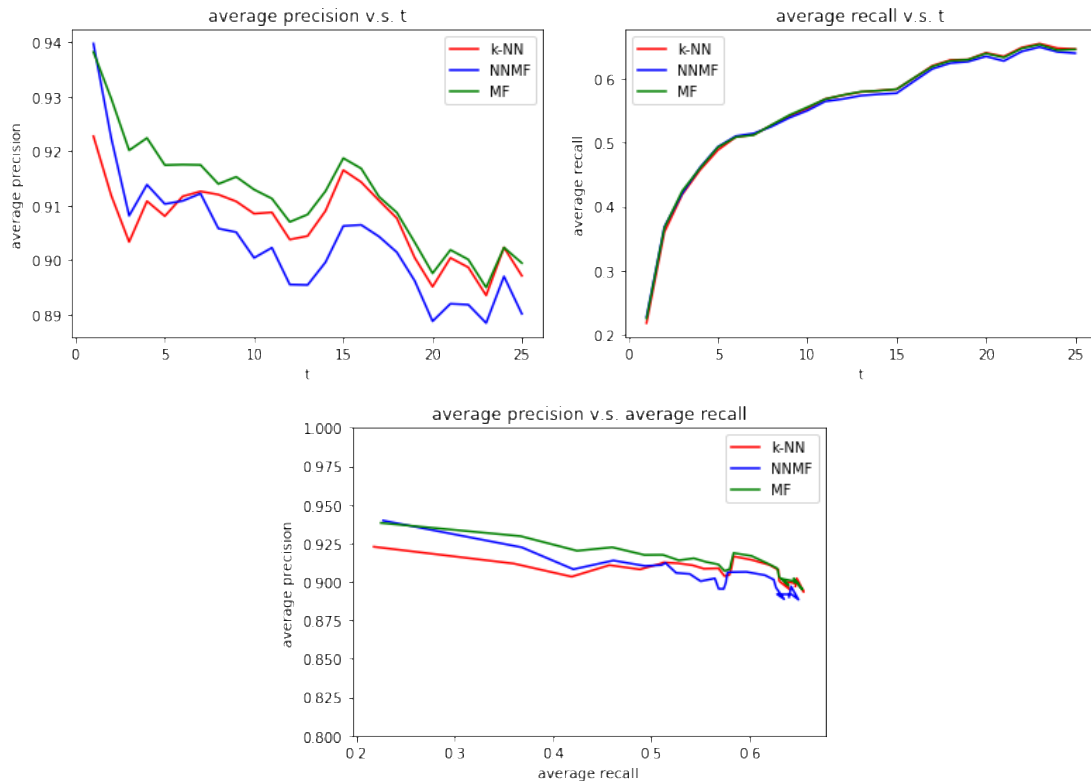 average precision v.s. t
0.94
0.93
0.92
0.91
0.90
0.89
average precision
0
5
10
15
20
25
t
k-NN
NNMF
MF
average recall v.s. t
0.6
0.5
0.4
0.3
0.2
average recall
0
5
10
15
20
25
t
k-NN
NNMF
MF
average precision v.s. average recall
1.000
0.975
0.950
0.925
0.900
0.875
0.850
0.825
0.800
average precision
0.2
0.3
0.4
0.5
0.6
average recall
k-NN
NNMF
MF